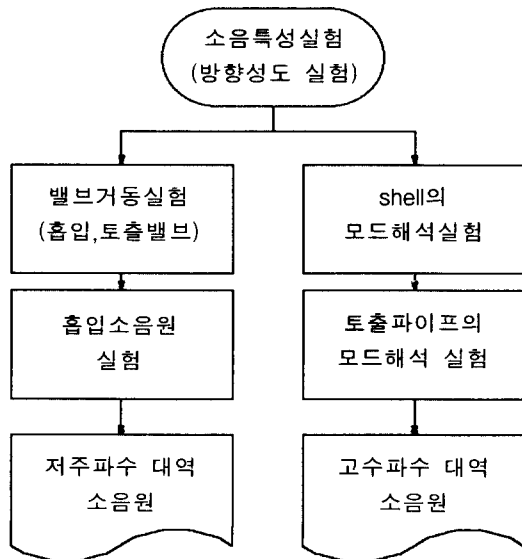 소음특성실험
(방향성도 실험)
밸브거동실험
(흡입,토출밸브)
shell의
모드해석실험
흡입소음원
실험
토출파이프의
모드해석 실험
저주파수 대역
소음원
고수파수 대역
소음원